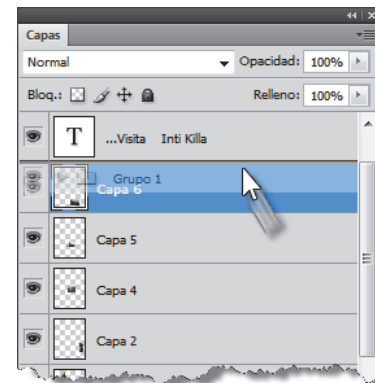 Capas
Normal Opacidad: 100%
Bloq.: Relleno: 100%
T ...Visita Inti Killa
Grupo 1
Capa 6
Capa 5
Capa 4
Capa 2